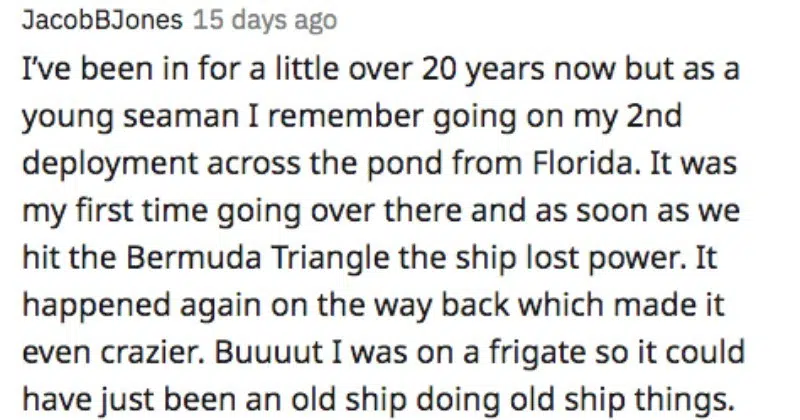 JacobBJones 15 days ago
I've been in for a little over 20 years now but as a
young seaman I remember going on my 2nd
deployment across the pond from Florida. It was
my first time going over there and as soon as we
hit the Bermuda Triangle the ship lost power. It
happened again on the way back which made it
even crazier. Buuuut I was on a frigate so it could
have just been an old ship doing old ship things.